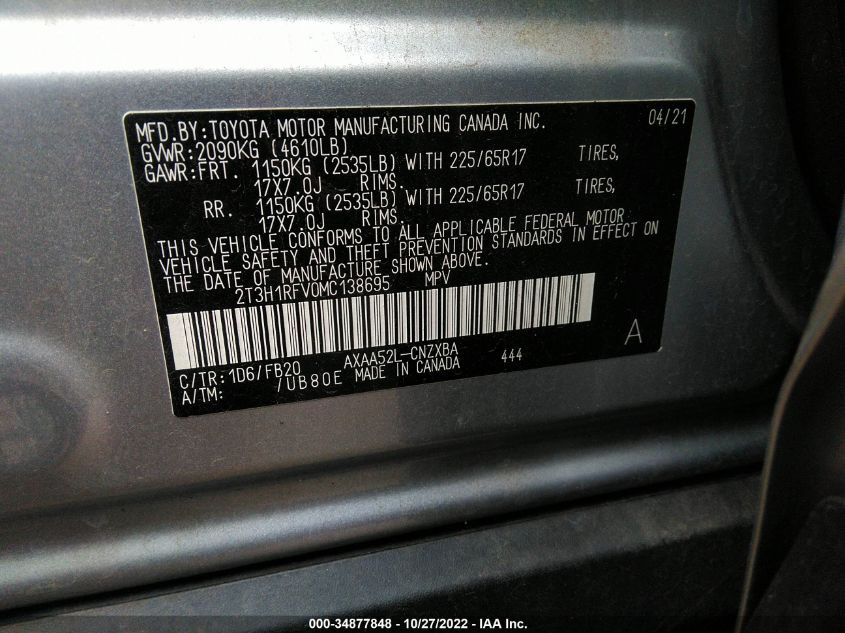 MFD.BY:TOYOTA MOTOR MANUFACTURING CANADA INC. 04/21
GVWR:2090KG (4610LB)
GAWR:FRT. 1150KG (2535LB) WITH 225/65R17 TIRES,
17X7.0J RIMS.
RR. 1150KG (2535LB) WITH 225/65R17 TIRES,
17X7.0J RIMS.
THIS VEHICLE CONFORMS TO ALL APPLICABLE FEDERAL MOTOR
VEHICLE SAFETY AND THEFT PREVENTION STANDARDS IN EFFECT ON
THE DATE OF MANUFACTURE SHOWN ABOVE.
2T3H1RFV0MC138695 MPV
A
C/TR:1D6/FB20 AXAA52L-CNZXBA 444
A/TM: /UB80E MADE IN CANADA
000-34877848 - 10/27/2022 - IAA Inc.